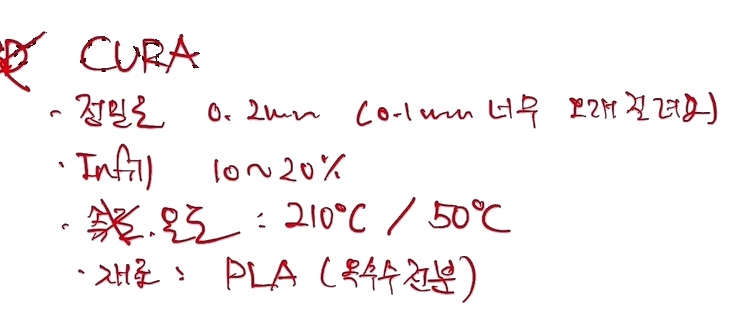 CURA
· 정밀도 0.2mm (0.1mm 너무 오래 걸려요)
· Infill 10~20%
· 온도 : 210°C / 50°C
· 재료 : PLA (옥수수전분)